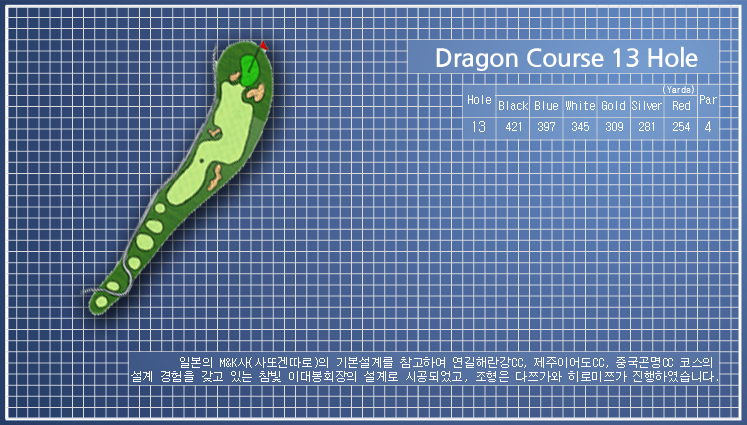 Dragon Course 13 Hole
(Yards)
Hole Black Blue White Gold Silver Red Par
13 421 397 345 309 281 254 4
일본의 M&K사(사또겐따로)의 기본설계를 참고하여 연길해란강CC, 제주이어도CC, 중국곤명CC 코스의
설계 경험을 갖고 있는 참빛 이대봉회장의 설계로 시공되었고, 조형은 다쯔가와 히로미쯔가 진행하였습니다.